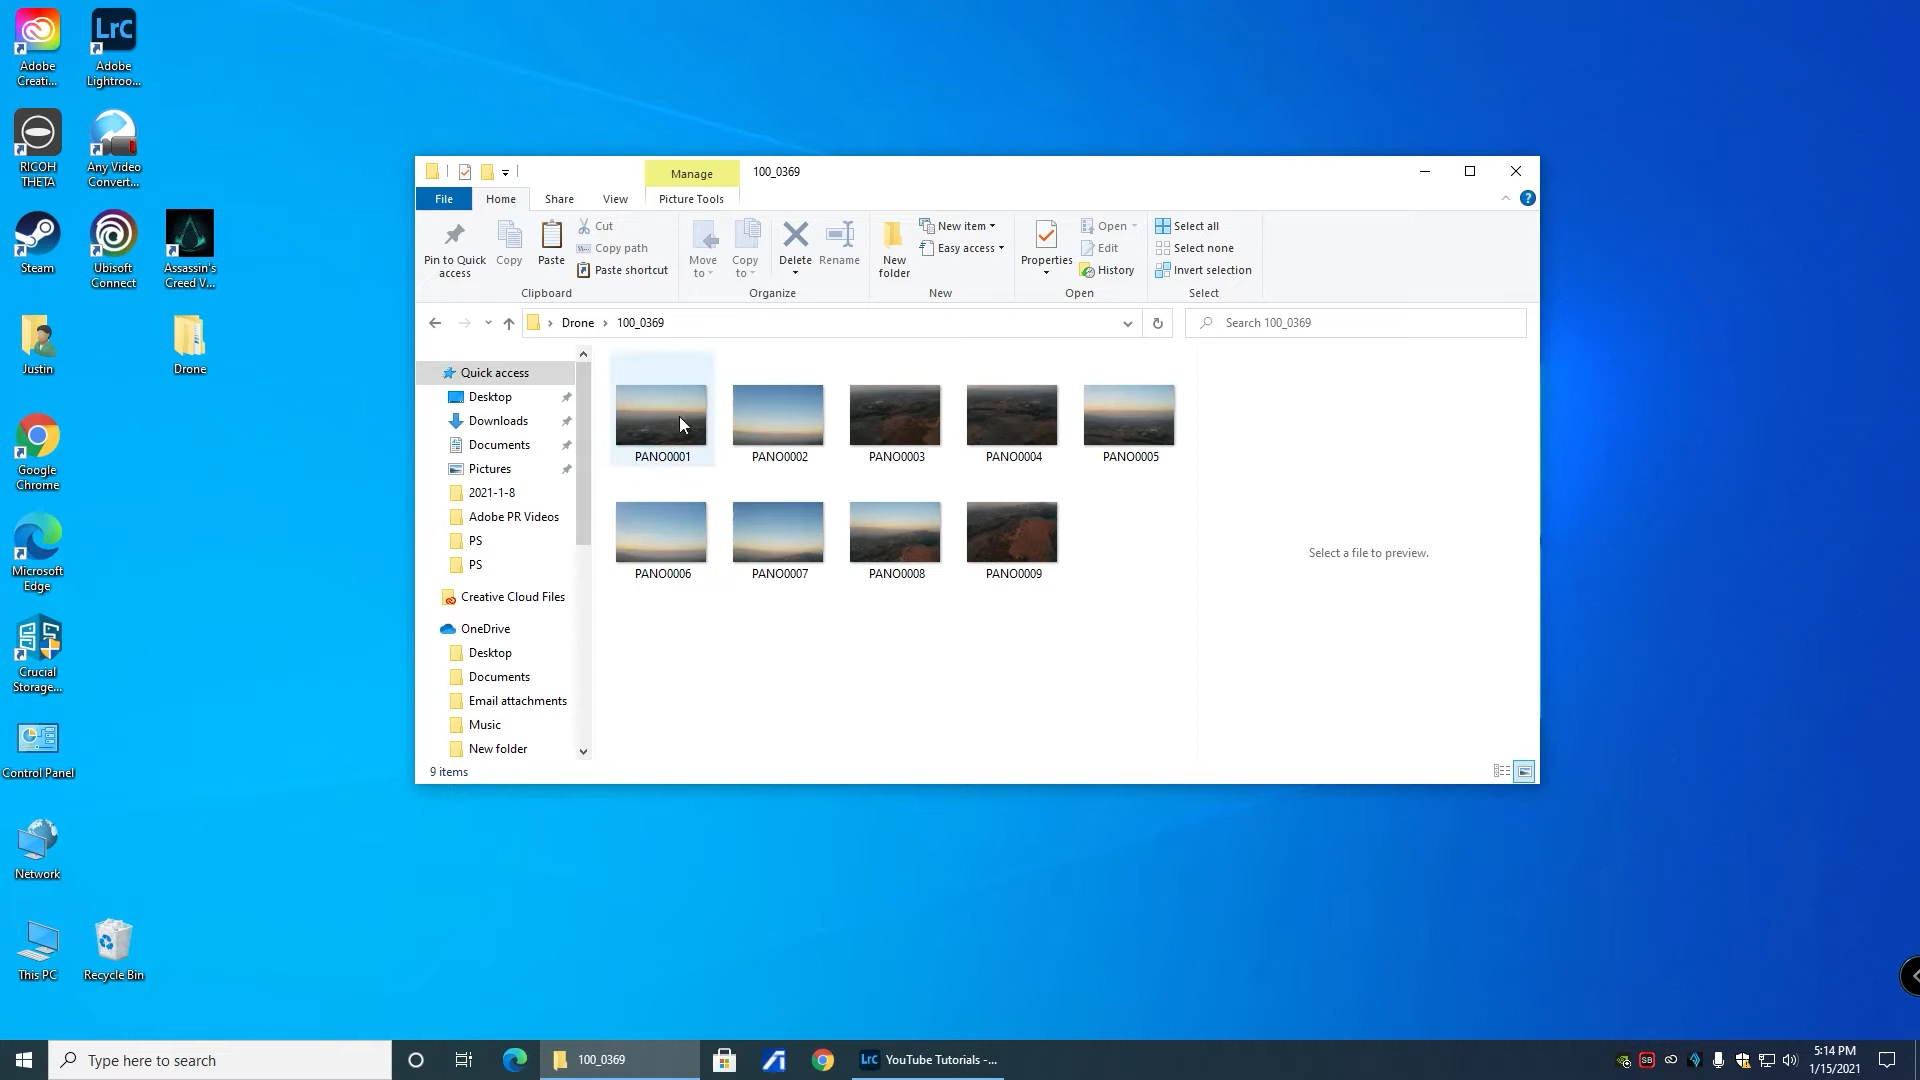 Adobe Creati...
Adobe Lightroo...
RICOH THETA
Any Video Convert...
Steam
Ubisoft Connect
Assassin's Creed V...
Justin
Drone
Google Chrome
Microsoft Edge
Crucial Storage...
Control Panel
Network
This PC
Recycle Bin
LrC
Manage
100_0369
File
Home
Share
View
Picture Tools
Pin to Quick access
Copy
Paste
Cut
Copy path
Paste shortcut
Clipboard
Move to
Copy to
Delete
Rename
Organize
New folder
New item
Easy access
New
Properties
Open
Edit
History
Open
Select all
Select none
Invert selection
Select
Drone
100_0369
Search 100_0369
Quick access
Desktop
Downloads
Documents
Pictures
2021-1-8
Adobe PR Videos
PS
PS
Creative Cloud Files
OneDrive
Desktop
Documents
Email attachments
Music
New folder
PANO0001
PANO0002
PANO0003
PANO0004
PANO0005
PANO0006
PANO0007
PANO0008
PANO0009
Select a file to preview.
9 items
Type here to search
100_0369
LrC
YouTube Tutorials -...
SB
5:14 PM
1/15/2021